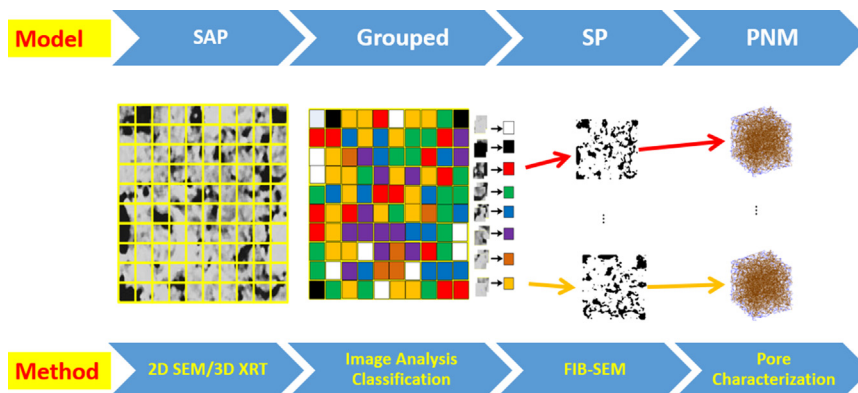 Model
SAP
Grouped
SP
PNM
Method
2D SEM/3D XRT
Image Analysis
Classification
FIB-SEM
Pore
Characterization